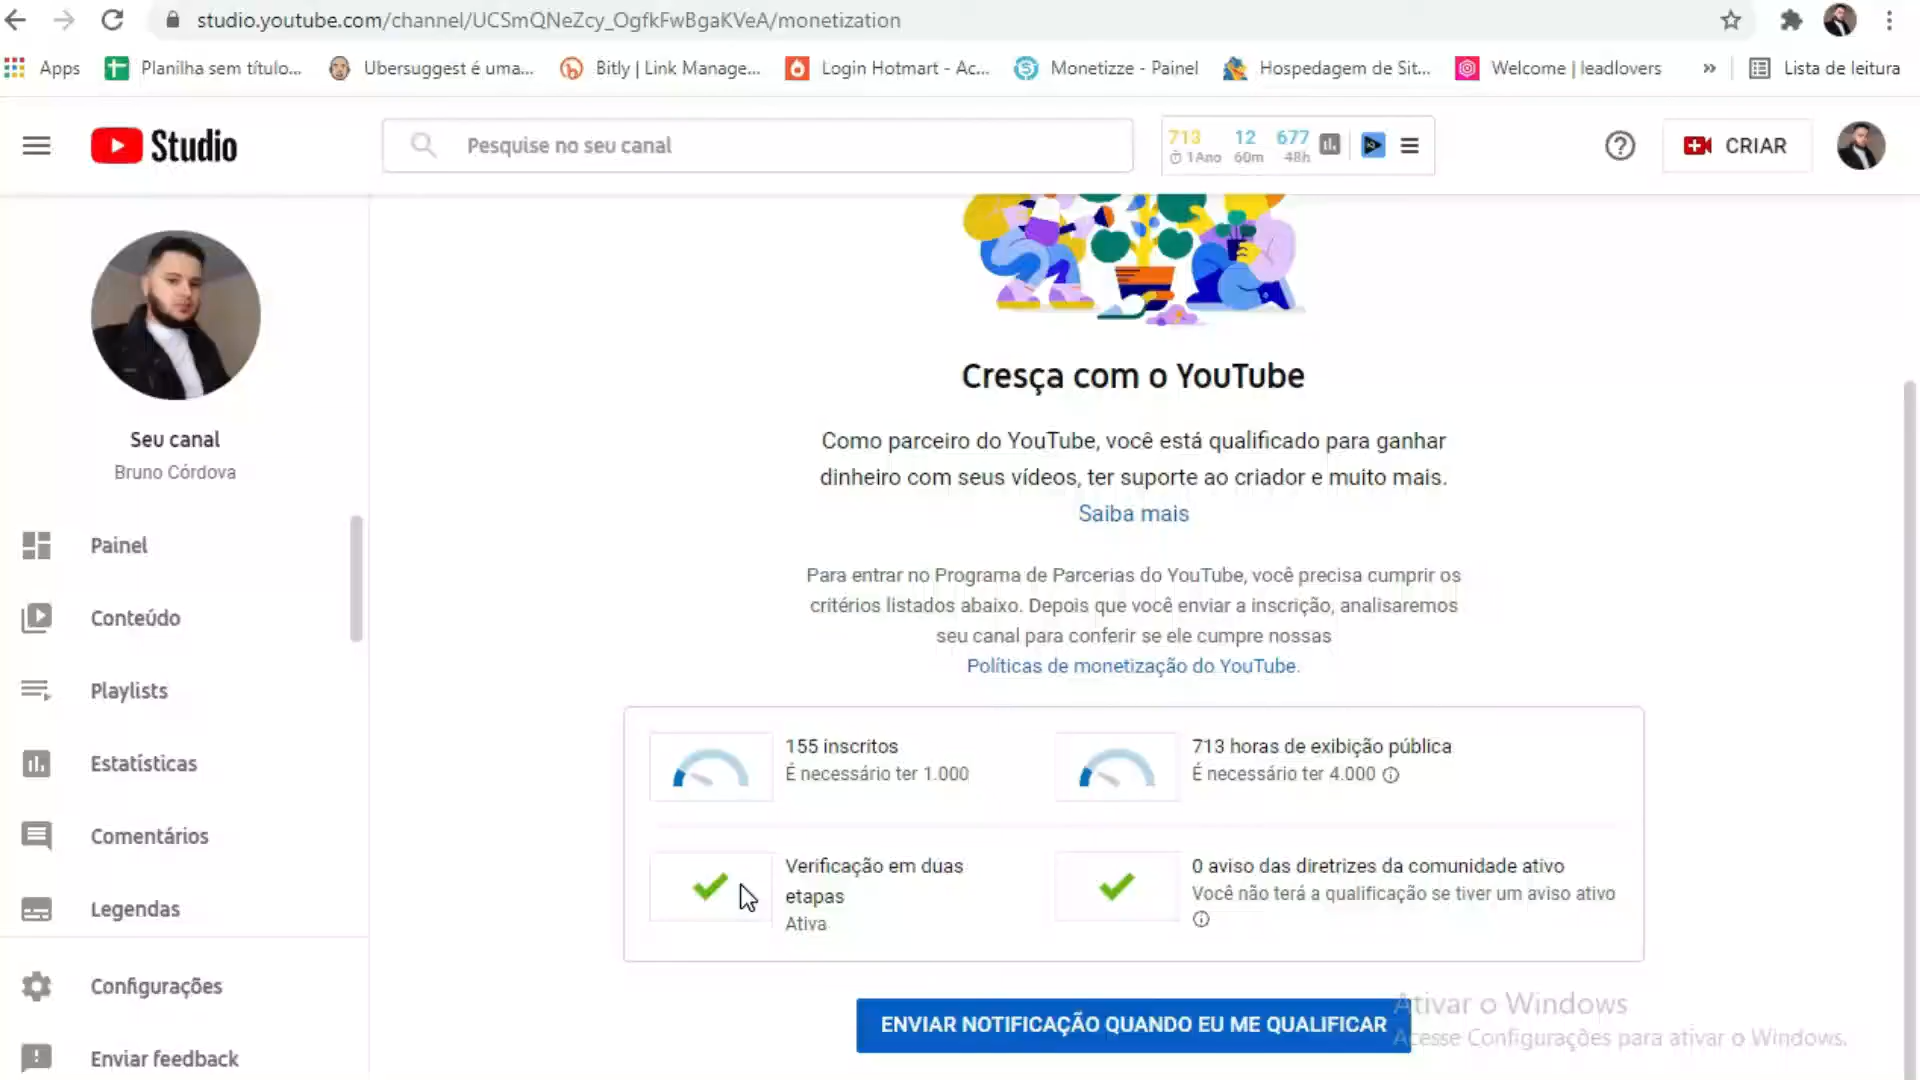 studio.youtube.com/channel/UCSmQNeZcy_OgfkFwBgaKVeA/monetization
Apps Planilha sem título... Ubersuggest é uma... Bitly | Link Manage... Login Hotmart - Ac... Monetizze - Painel Hospedagem de Sit... Welcome | leadlovers » Lista de leitura
Studio Pesquise no seu canal 713 12 677 CRIAR
1Ano 60m 48h
Cresça com o YouTube
Seu canal
Bruno Córdova
Como parceiro do YouTube, você está qualificado para ganhar
dinheiro com seus vídeos, ter suporte ao criador e muito mais.
Saiba mais
Painel
Conteúdo
Playlists
Estatísticas
Comentários
Legendas
Configurações
Enviar feedback
Para entrar no Programa de Parcerias do YouTube, você precisa cumprir os
critérios listados abaixo. Depois que você enviar a inscrição, analisaremos
seu canal para conferir se ele cumpre nossas
Políticas de monetização do YouTube.
155 inscritos
É necessário ter 1.000
713 horas de exibição pública
É necessário ter 4.000
Verificação em duas
etapas
Ativa
0 aviso das diretrizes da comunidade ativo
Você não terá a qualificação se tiver um aviso ativo
ENVIAR NOTIFICAÇÃO QUANDO EU ME QUALIFICAR
Ativar o Windows
Acesse Configurações para ativar o Windows.